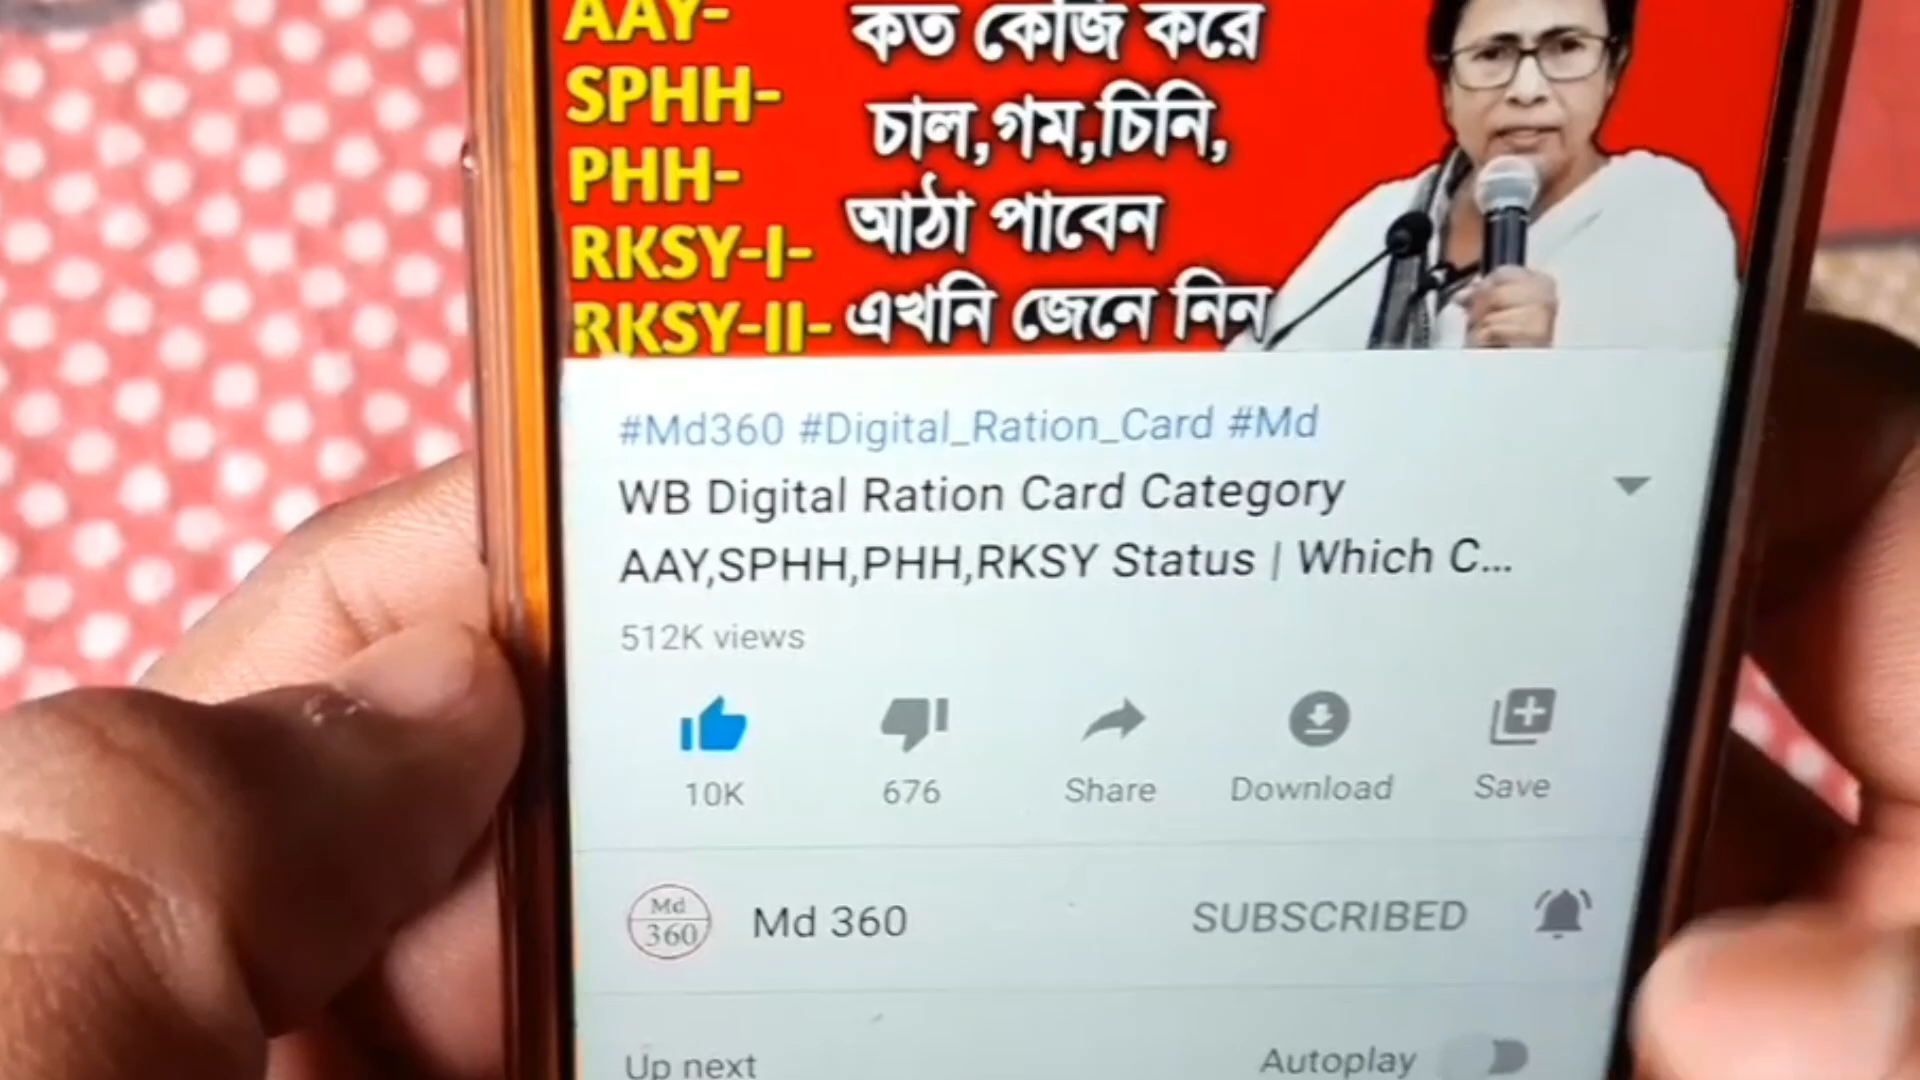 AAY-
SPHH-
PHH-
RKSY-I-
RKSY-II-
কত কেজি করে
চাল,গম,চিনি,
আঠা পাবেন
এখনি জেনে নিন
#Md360 #Digital_Ration_Card #Md
WB Digital Ration Card Category
AAY,SPHH,PHH,RKSY Status | Which C...
512K views
10K
676
Share
Download
Save
Md
360
Md 360
SUBSCRIBED
Up next
Autoplay